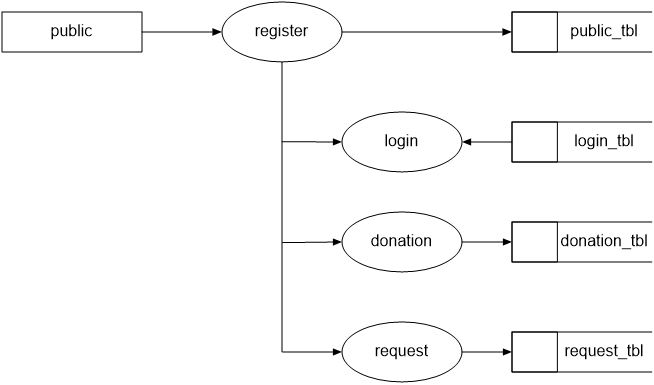 public
register
public_tbl
login
login_tbl
donation
donation_tbl
request
request_tbl